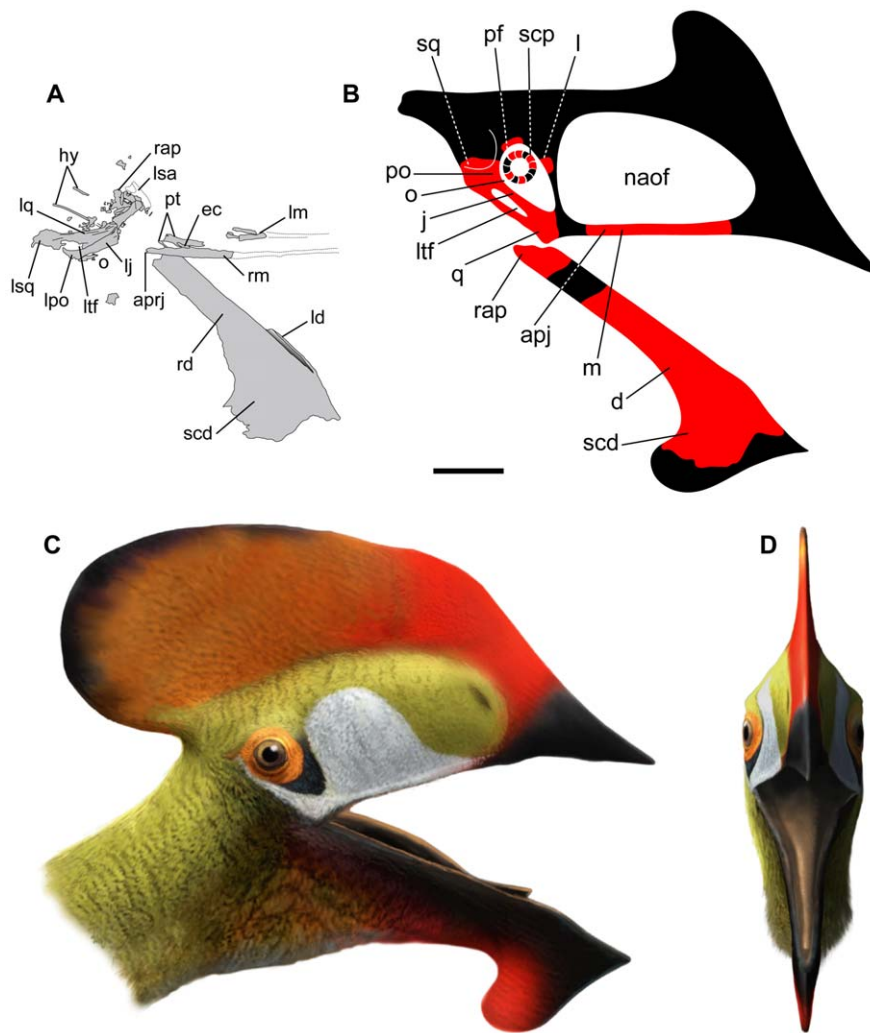 A
hy
rap
lsa
lq
pt
ec
lm
lsq
lpo
ltf
o
lj
aprj
rm
rd
ld
scd
B
sq
pf
scp
l
po
o
j
ltf
q
rap
apj
m
d
scd
naof
C
D